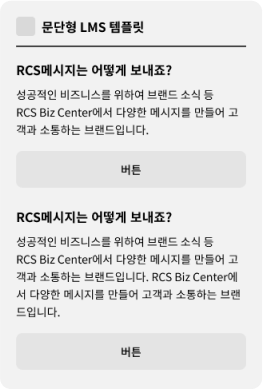 문단형 LMS 템플릿
RCS메시지는 어떻게 보내죠?
성공적인 비즈니스를 위하여 브랜드 소식 등
RCS Biz Center에서 다양한 메시지를 만들어 고
객과 소통하는 브랜드입니다.
버튼
RCS메시지는 어떻게 보내죠?
성공적인 비즈니스를 위하여 브랜드 소식 등
RCS Biz Center에서 다양한 메시지를 만들어 고
객과 소통하는 브랜드입니다. RCS Biz Center에
서 다양한 메시지를 만들어 고객과 소통하는 브랜
드입니다.
버튼